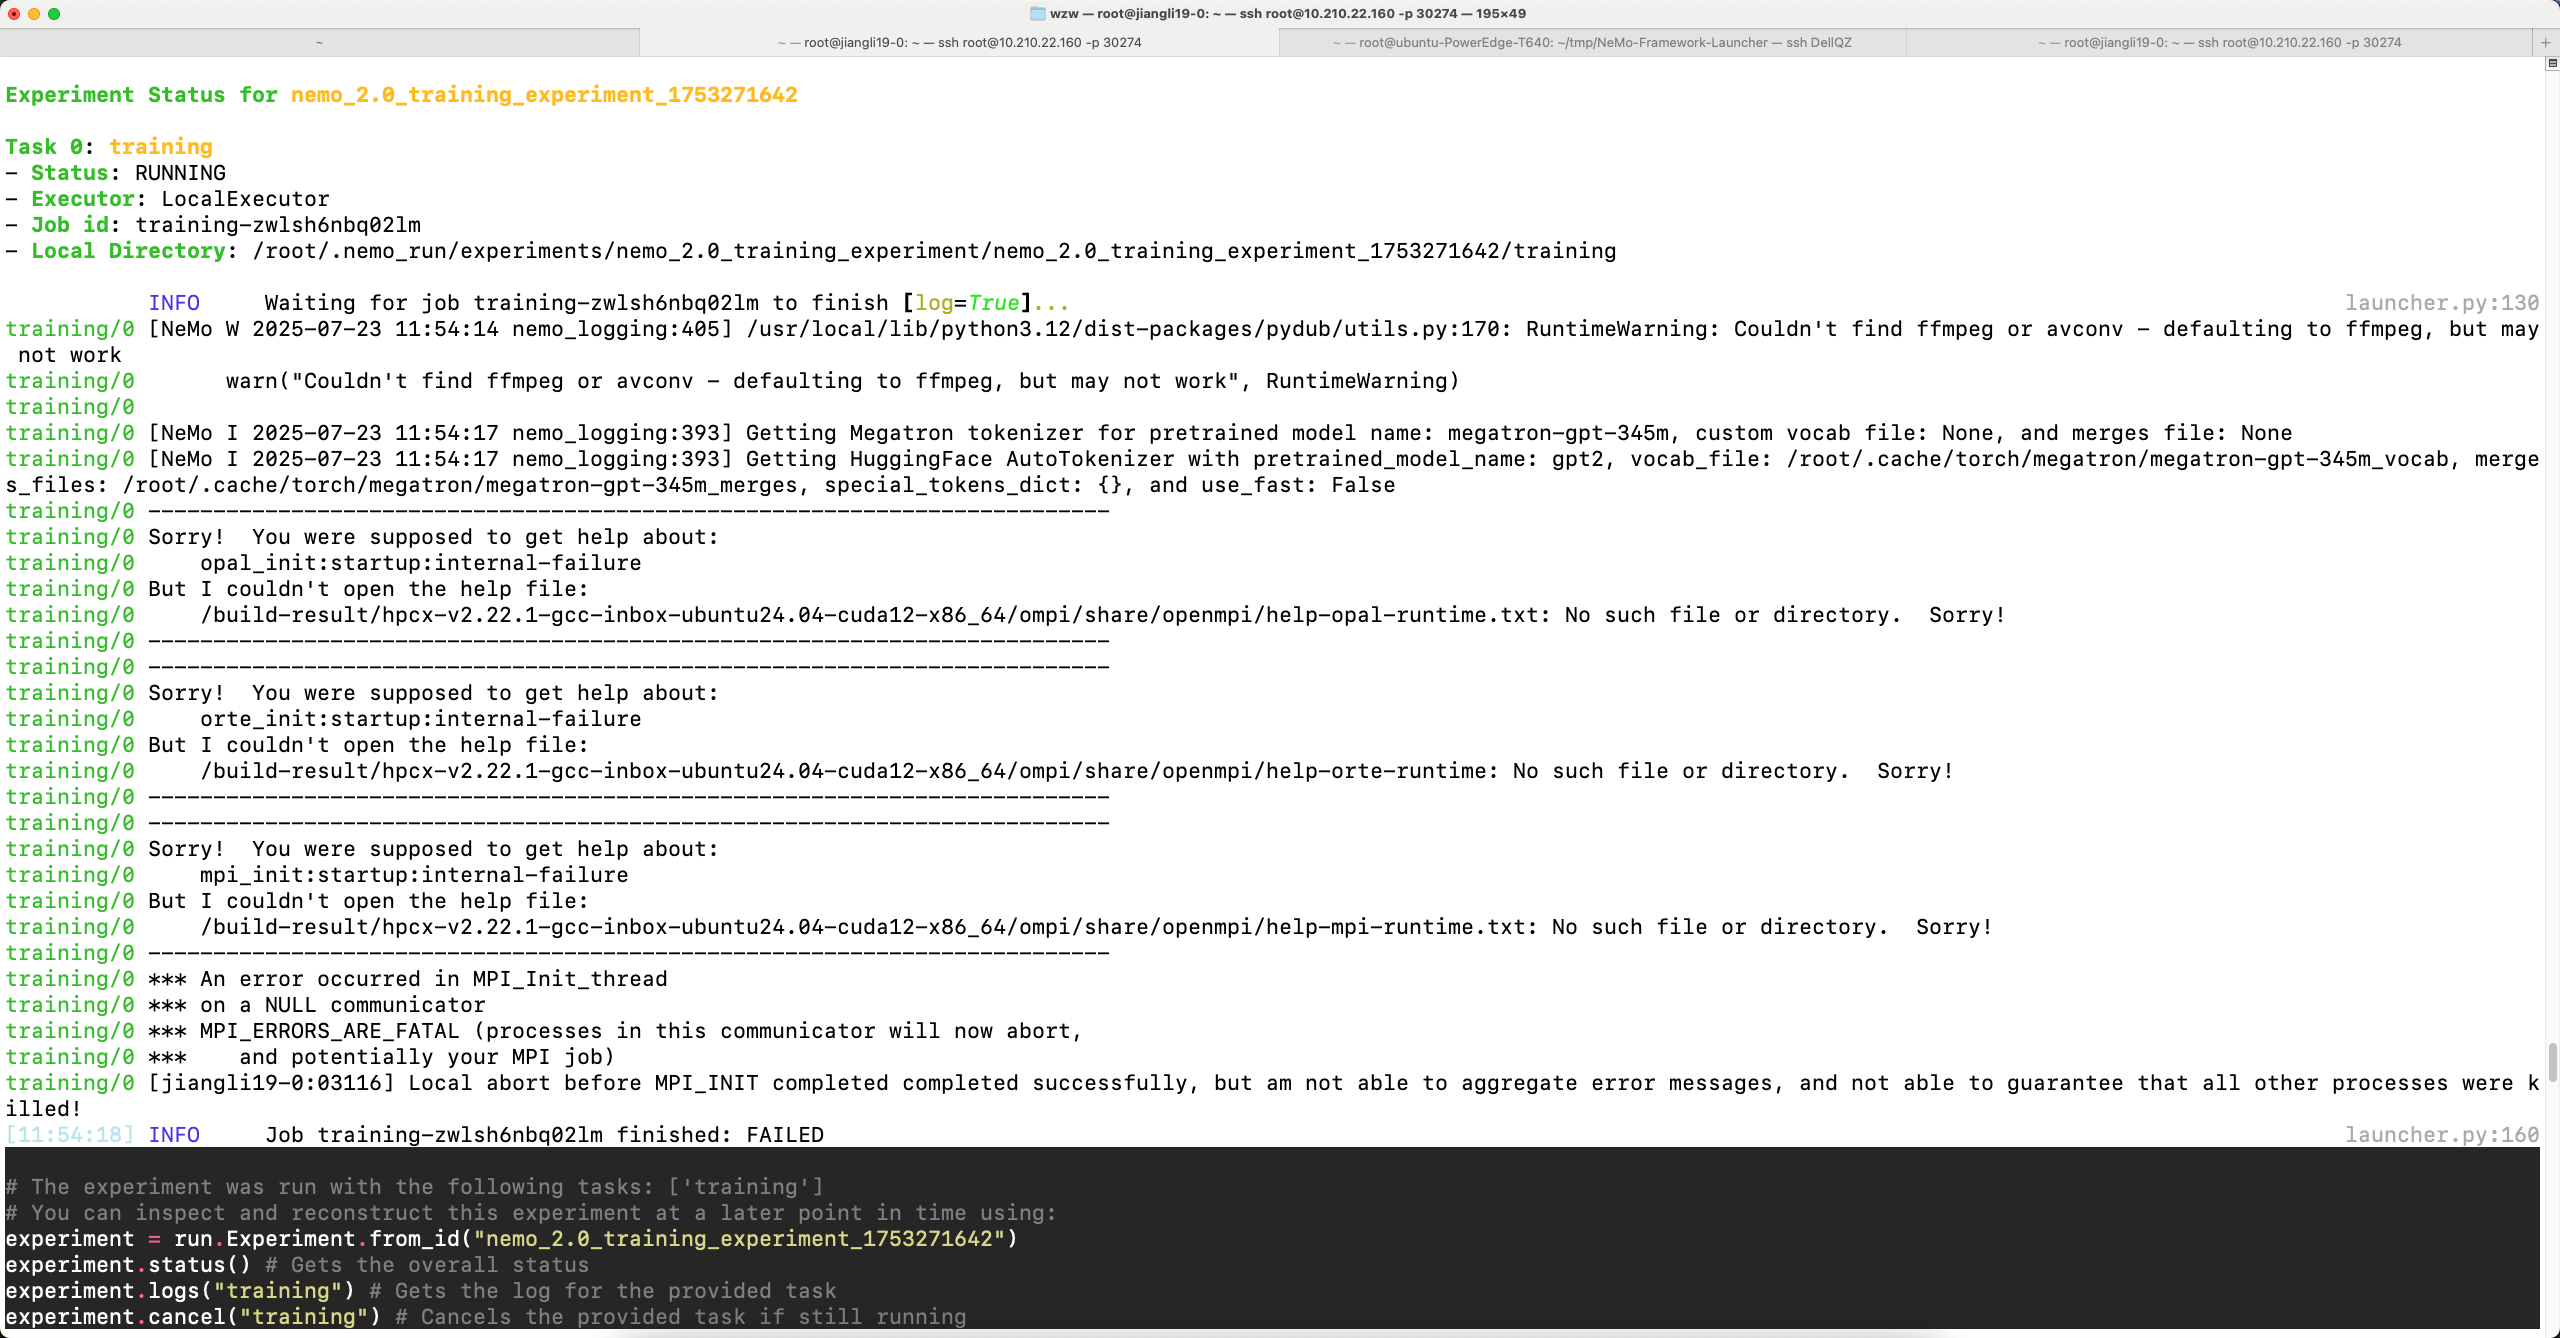 wzw — root@jiangli19-0: ~ — ssh root@10.210.22.160 -p 30274 — 195×49
~
~ — root@jiangli19-0: ~ — ssh root@10.210.22.160 -p 30274
~ — root@ubuntu-PowerEdge-T640: ~/tmp/NeMo-Framework-Launcher — ssh DellQZ
~ — root@jiangli19-0: ~ — ssh root@10.210.22.160 -p 30274
+
Experiment Status for nemo_2.0_training_experiment_1753271642
Task 0: training
- Status: RUNNING
- Executor: LocalExecutor
- Job id: training-zwlsh6nbq02lm
- Local Directory: /root/.nemo_run/experiments/nemo_2.0_training_experiment/nemo_2.0_training_experiment_1753271642/training
INFO     Waiting for job training-zwlsh6nbq02lm to finish [log=True]... launcher.py:130
training/0 [NeMo W 2025-07-23 11:54:14 nemo_logging:405] /usr/local/lib/python3.12/dist-packages/pydub/utils.py:170: RuntimeWarning: Couldn't find ffmpeg or avconv - defaulting to ffmpeg, but may
 not work
training/0       warn("Couldn't find ffmpeg or avconv - defaulting to ffmpeg, but may not work", RuntimeWarning)
training/0
training/0 [NeMo I 2025-07-23 11:54:17 nemo_logging:393] Getting Megatron tokenizer for pretrained model name: megatron-gpt-345m, custom vocab file: None, and merges file: None
training/0 [NeMo I 2025-07-23 11:54:17 nemo_logging:393] Getting HuggingFace AutoTokenizer with pretrained_model_name: gpt2, vocab_file: /root/.cache/torch/megatron/megatron-gpt-345m_vocab, merge
s_files: /root/.cache/torch/megatron/megatron-gpt-345m_merges, special_tokens_dict: {}, and use_fast: False
training/0 --------------------------------------------------------------------------
training/0 Sorry!  You were supposed to get help about:
training/0     opal_init:startup:internal-failure
training/0 But I couldn't open the help file:
training/0     /build-result/hpcx-v2.22.1-gcc-inbox-ubuntu24.04-cuda12-x86_64/ompi/share/openmpi/help-opal-runtime.txt: No such file or directory.  Sorry!
training/0 --------------------------------------------------------------------------
training/0 --------------------------------------------------------------------------
training/0 Sorry!  You were supposed to get help about:
training/0     orte_init:startup:internal-failure
training/0 But I couldn't open the help file:
training/0     /build-result/hpcx-v2.22.1-gcc-inbox-ubuntu24.04-cuda12-x86_64/ompi/share/openmpi/help-orte-runtime: No such file or directory.  Sorry!
training/0 --------------------------------------------------------------------------
training/0 --------------------------------------------------------------------------
training/0 Sorry!  You were supposed to get help about:
training/0     mpi_init:startup:internal-failure
training/0 But I couldn't open the help file:
training/0     /build-result/hpcx-v2.22.1-gcc-inbox-ubuntu24.04-cuda12-x86_64/ompi/share/openmpi/help-mpi-runtime.txt: No such file or directory.  Sorry!
training/0 --------------------------------------------------------------------------
training/0 *** An error occurred in MPI_Init_thread
training/0 *** on a NULL communicator
training/0 *** MPI_ERRORS_ARE_FATAL (processes in this communicator will now abort,
training/0 ***    and potentially your MPI job)
training/0 [jiangli19-0:03116] Local abort before MPI_INIT completed completed successfully, but am not able to aggregate error messages, and not able to guarantee that all other processes were k
illed!
[11:54:18] INFO     Job training-zwlsh6nbq02lm finished: FAILED launcher.py:160
# The experiment was run with the following tasks: ['training']
# You can inspect and reconstruct this experiment at a later point in time using:
experiment = run.Experiment.from_id("nemo_2.0_training_experiment_1753271642")
experiment.status() # Gets the overall status
experiment.logs("training") # Gets the log for the provided task
experiment.cancel("training") # Cancels the provided task if still running